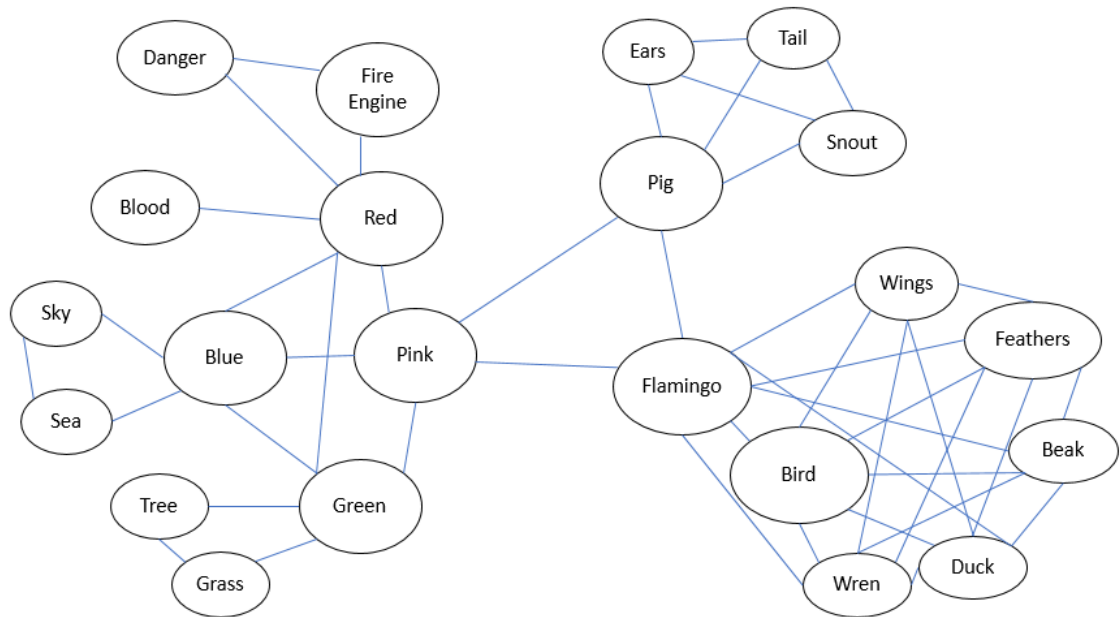 Danger
Fire
Engine
Ears
Tail
Snout
Pig
Blood
Red
Sky
Blue
Pink
Sea
Wings
Feathers
Flamingo
Beak
Bird
Tree
Green
Grass
Wren
Duck